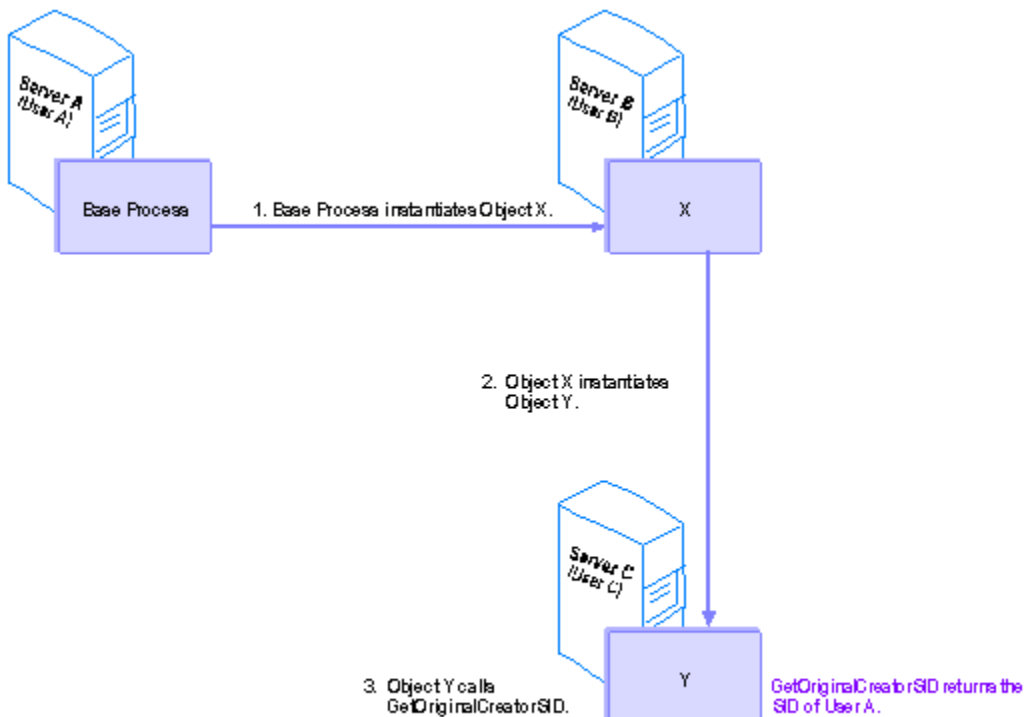 Server A
(User A)
Server B
(User B)
Base Process
1. Base Process instantiates Object X.
X
2. Object X instantiates
Object Y.
Server C
(User C)
3. Object Y calls
GetOriginalCreatorSID.
Y
GetOriginalCreatorSID returns the
SID of User A.